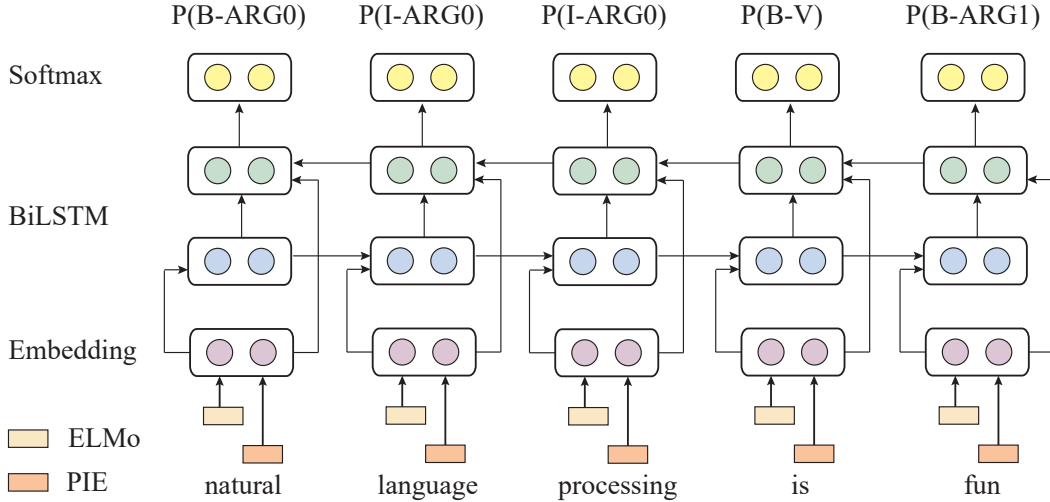 P(B-ARG0) P(I-ARG0) P(I-ARG0) P(B-V) P(B-ARG1)
Softmax
BiLSTM
Embedding
ELMo
PIE
natural language processing is fun